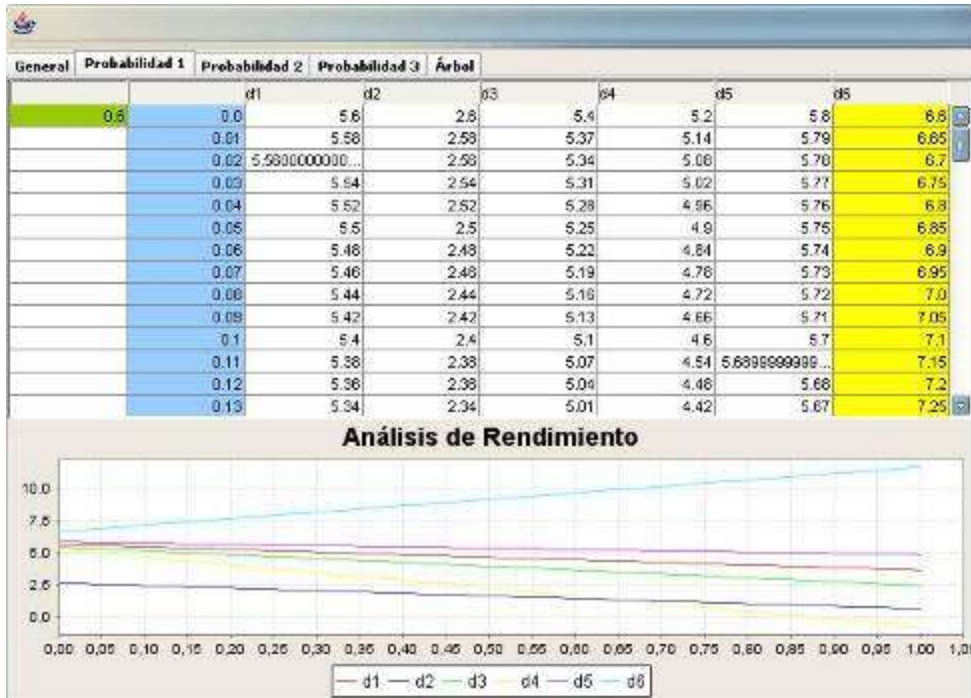 General Probabilidad 1 Probabilidad 2 Probabilidad 3 Árbol
d1 d2 d3 d4 d5 d6
0.6 0.0 5.6 2.6 5.4 5.2 5.8 6.6
0.01 5.58 2.58 5.37 5.14 5.79 6.65
0.02 5.5600000000... 2.56 5.34 5.08 5.78 6.7
0.03 5.54 2.54 5.31 5.02 5.77 6.75
0.04 5.52 2.52 5.28 4.96 5.76 6.8
0.05 5.5 2.5 5.25 4.9 5.75 6.85
0.06 5.48 2.48 5.22 4.84 5.74 6.9
0.07 5.46 2.46 5.19 4.78 5.73 6.95
0.08 5.44 2.44 5.16 4.72 5.72 7.0
0.09 5.42 2.42 5.13 4.66 5.71 7.05
0.1 5.4 2.4 5.1 4.6 5.7 7.1
0.11 5.38 2.38 5.07 4.54 5.6899999999... 7.15
0.12 5.36 2.36 5.04 4.48 5.68 7.2
0.13 5.34 2.34 5.01 4.42 5.67 7.25
Análisis de Rendimiento
10.0
7.5
5.0
2.5
0.0
0,00 0,05 0,10 0,15 0,20 0,25 0,30 0,35 0,40 0,45 0,50 0,55 0,60 0,65 0,70 0,75 0,80 0,85 0,90 0,95 1,00 1,05
d1 d2 d3 d4 d5 d6